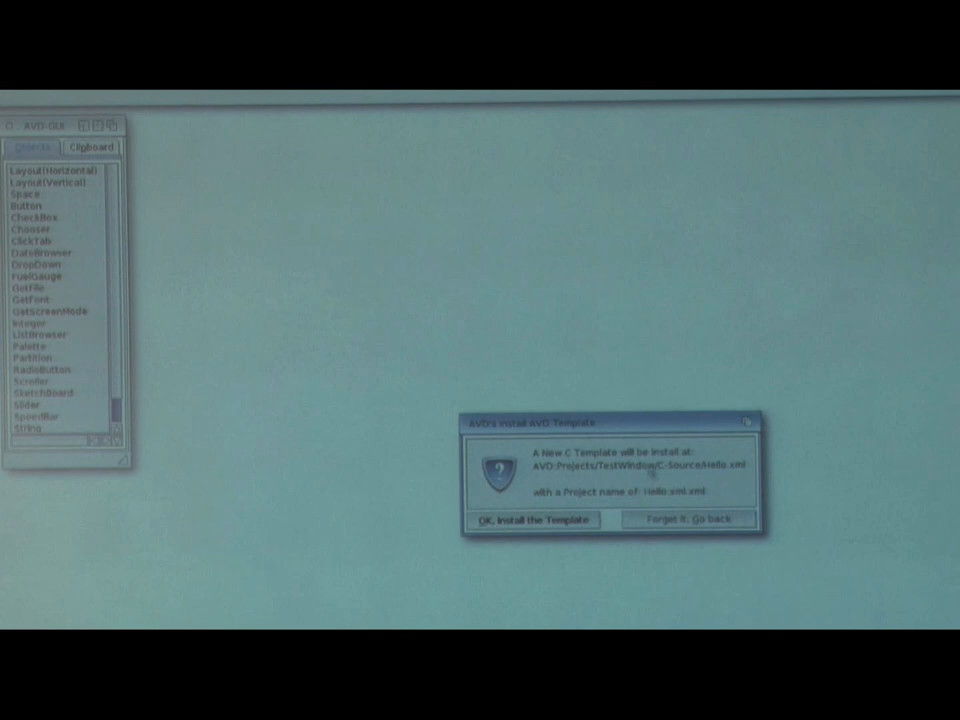 AVD-GUI
Objects
Clipboard
Layout(Horizontal)
Layout(Vertical)
Space
Button
CheckBox
Chooser
ClickTab
DateBrowser
DropDown
FuelGauge
GetFile
GetFont
GetScreenMode
Integer
ListBrowser
Palette
Partition
RadioButton
Scroller
SketchBoard
Slider
SpeedBar
String
AVD's Install AVD Template
A New C Template will be install at:
AVD:Projects/TestWindow/C-Source/Hello.xml
with a Project name of: Hello.xml.xml
OK, Install the Template
Forget it, Go back